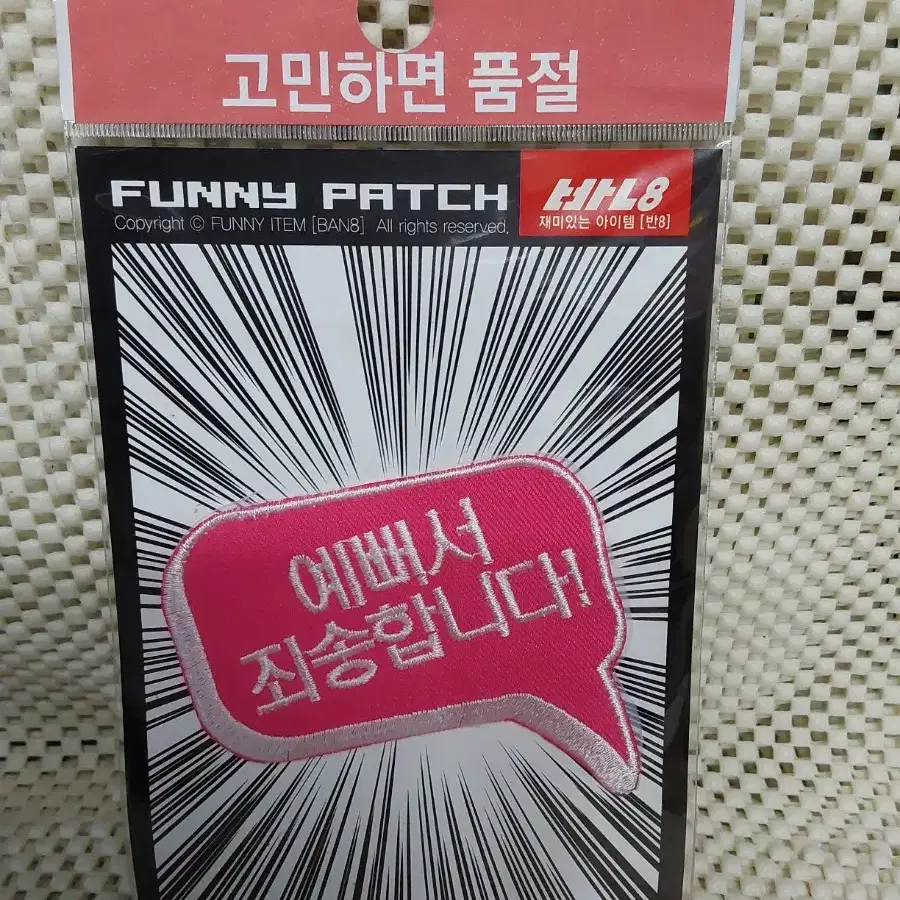 고민하면 품절
FUNNY PATCH
Copyright © FUNNY ITEM [BAN8] All rights reserved.
반8
재미있는 아이템 [반8]
예뻐셔
죄송합니다!